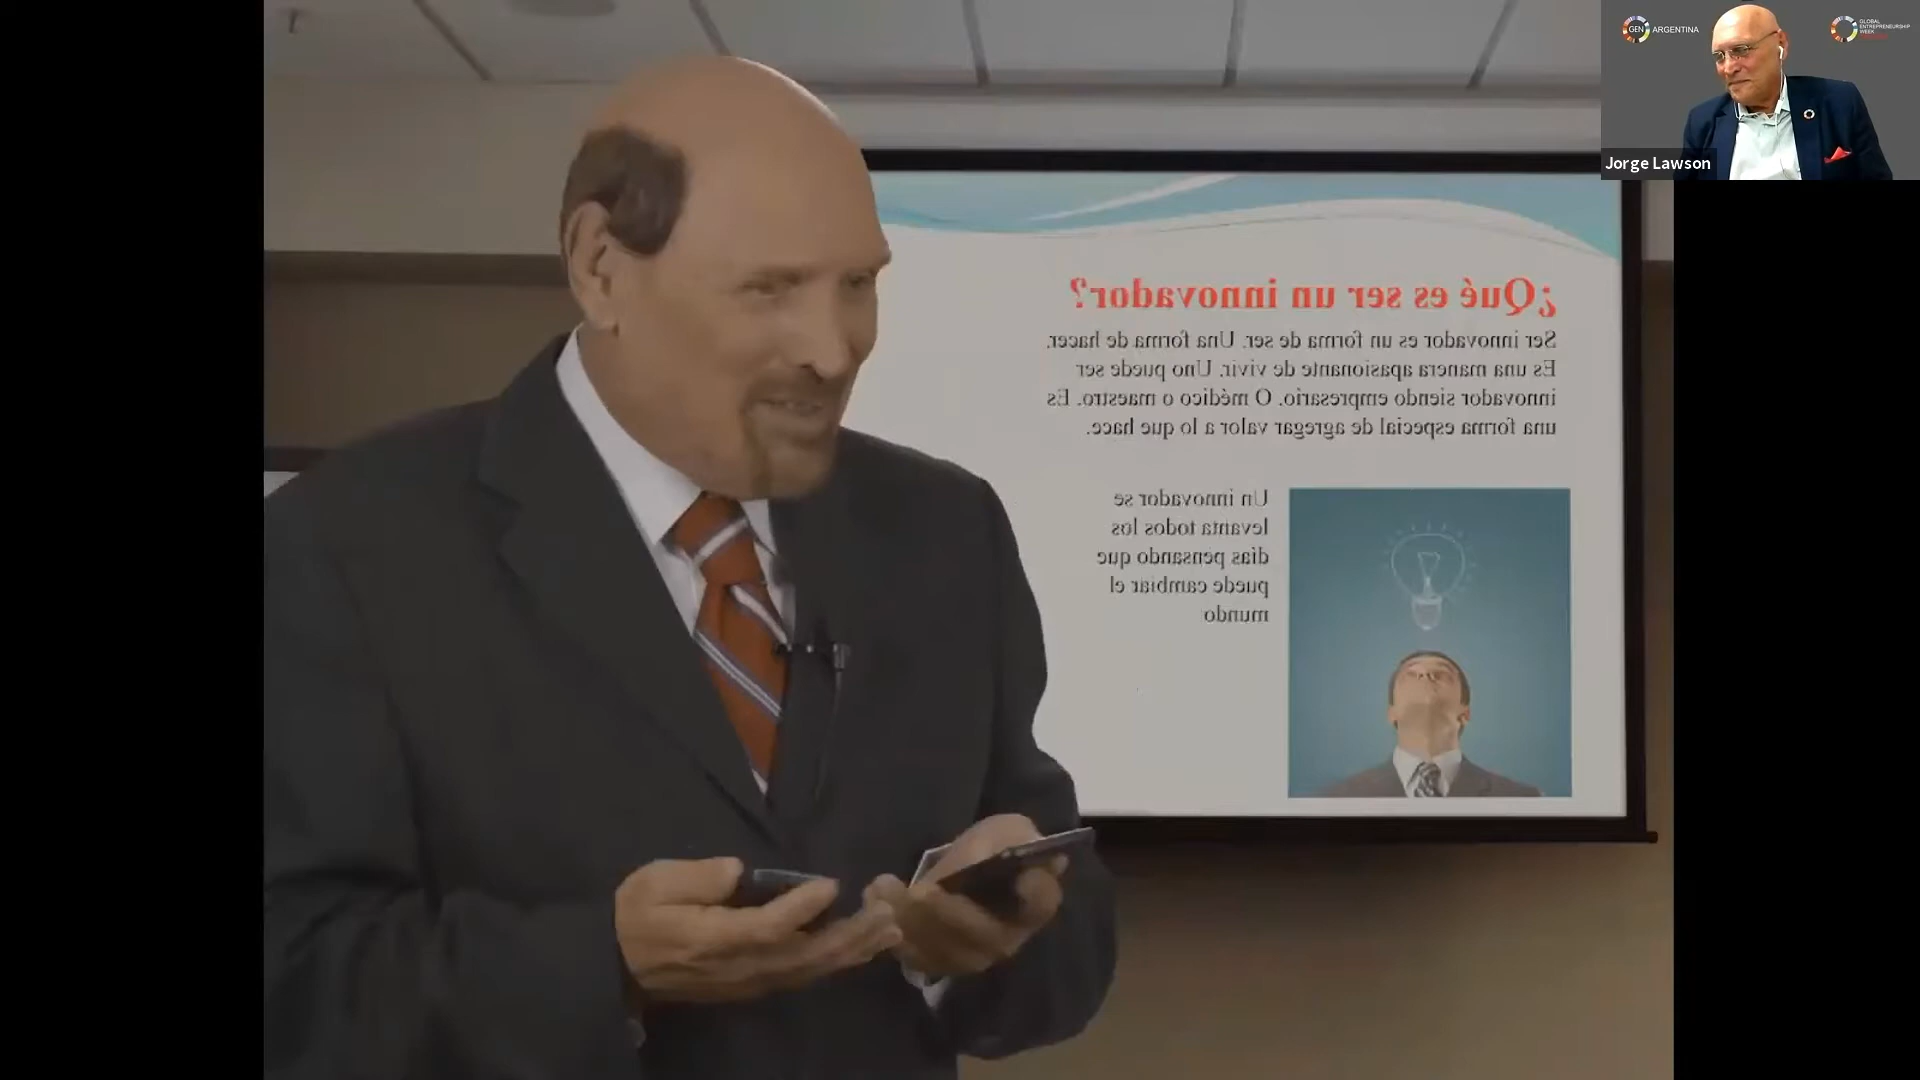 ¿Qué es ser un innovador?
Ser innovador es un forma de ser. Una forma de hacer.
Es una manera apasionante de vivir. Uno puede ser
innovador siendo empresario. O médico o maestro. Es
una forma especial de agregar valor a lo que hace.
Un innovador se
levanta todos los
días pensando que
puede cambiar el
mundo
GEN ARGENTINA
GLOBAL
ENTREPRENEURSHIP
WEEK
Jorge Lawson